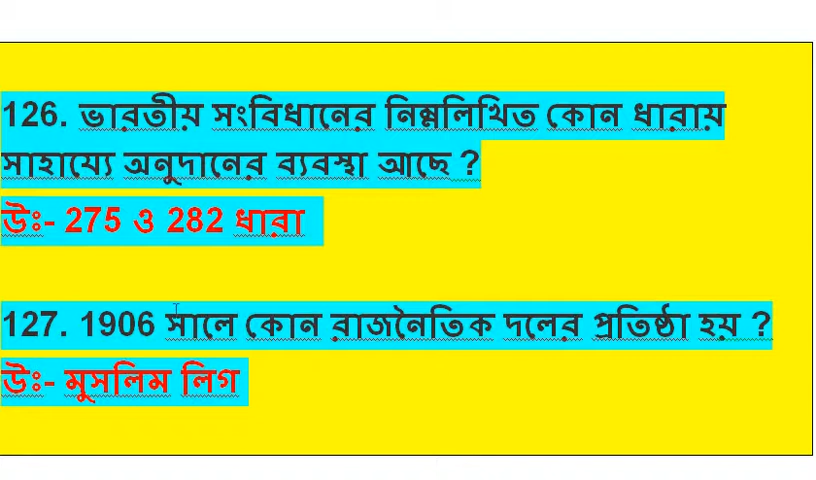 126. ভারতীয় সংবিধানের নিম্নলিখিত কোন ধারায়
সাহায্যে অনুদানের ব্যবস্থা আছে ?
উঃ- 275 ও 282 ধারা
127. 1906 সালে কোন রাজনৈতিক দলের প্রতিষ্ঠা হয় ?
উঃ- মুসলিম লিগ